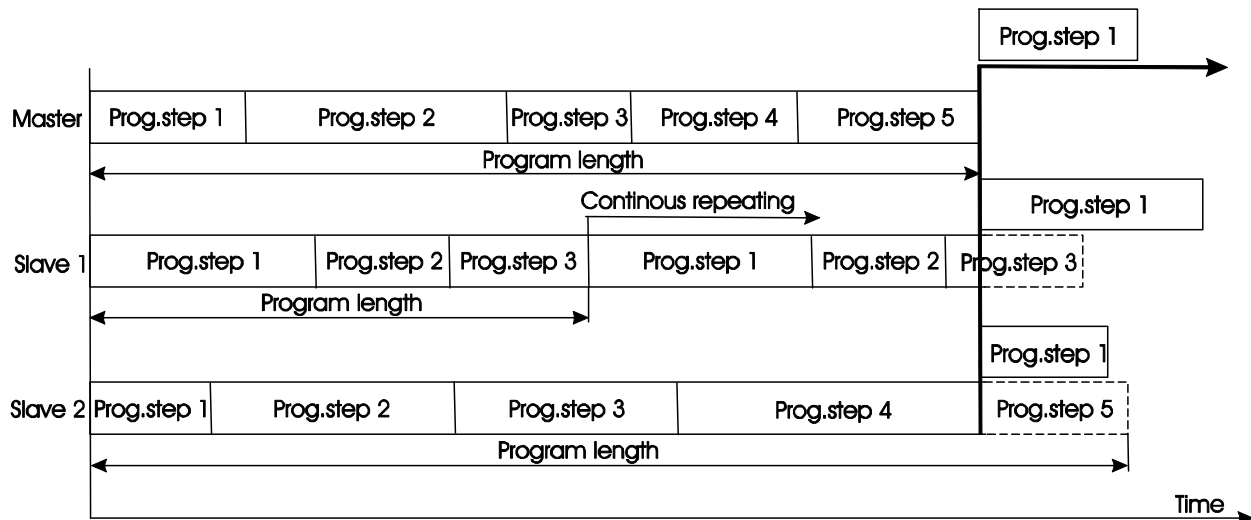 Prog.step 1
Master Prog.step 1 Prog.step 2 Prog.step 3 Prog.step 4 Prog.step 5
Program length
Continous repeating
Prog.step 1
Slave 1 Prog.step 1 Prog.step 2 Prog.step 3 Prog.step 1 Prog.step 2 Prog.step 3
Program length
Prog.step 1
Slave 2 Prog.step 1 Prog.step 2 Prog.step 3 Prog.step 4 Prog.step 5
Program length
Time